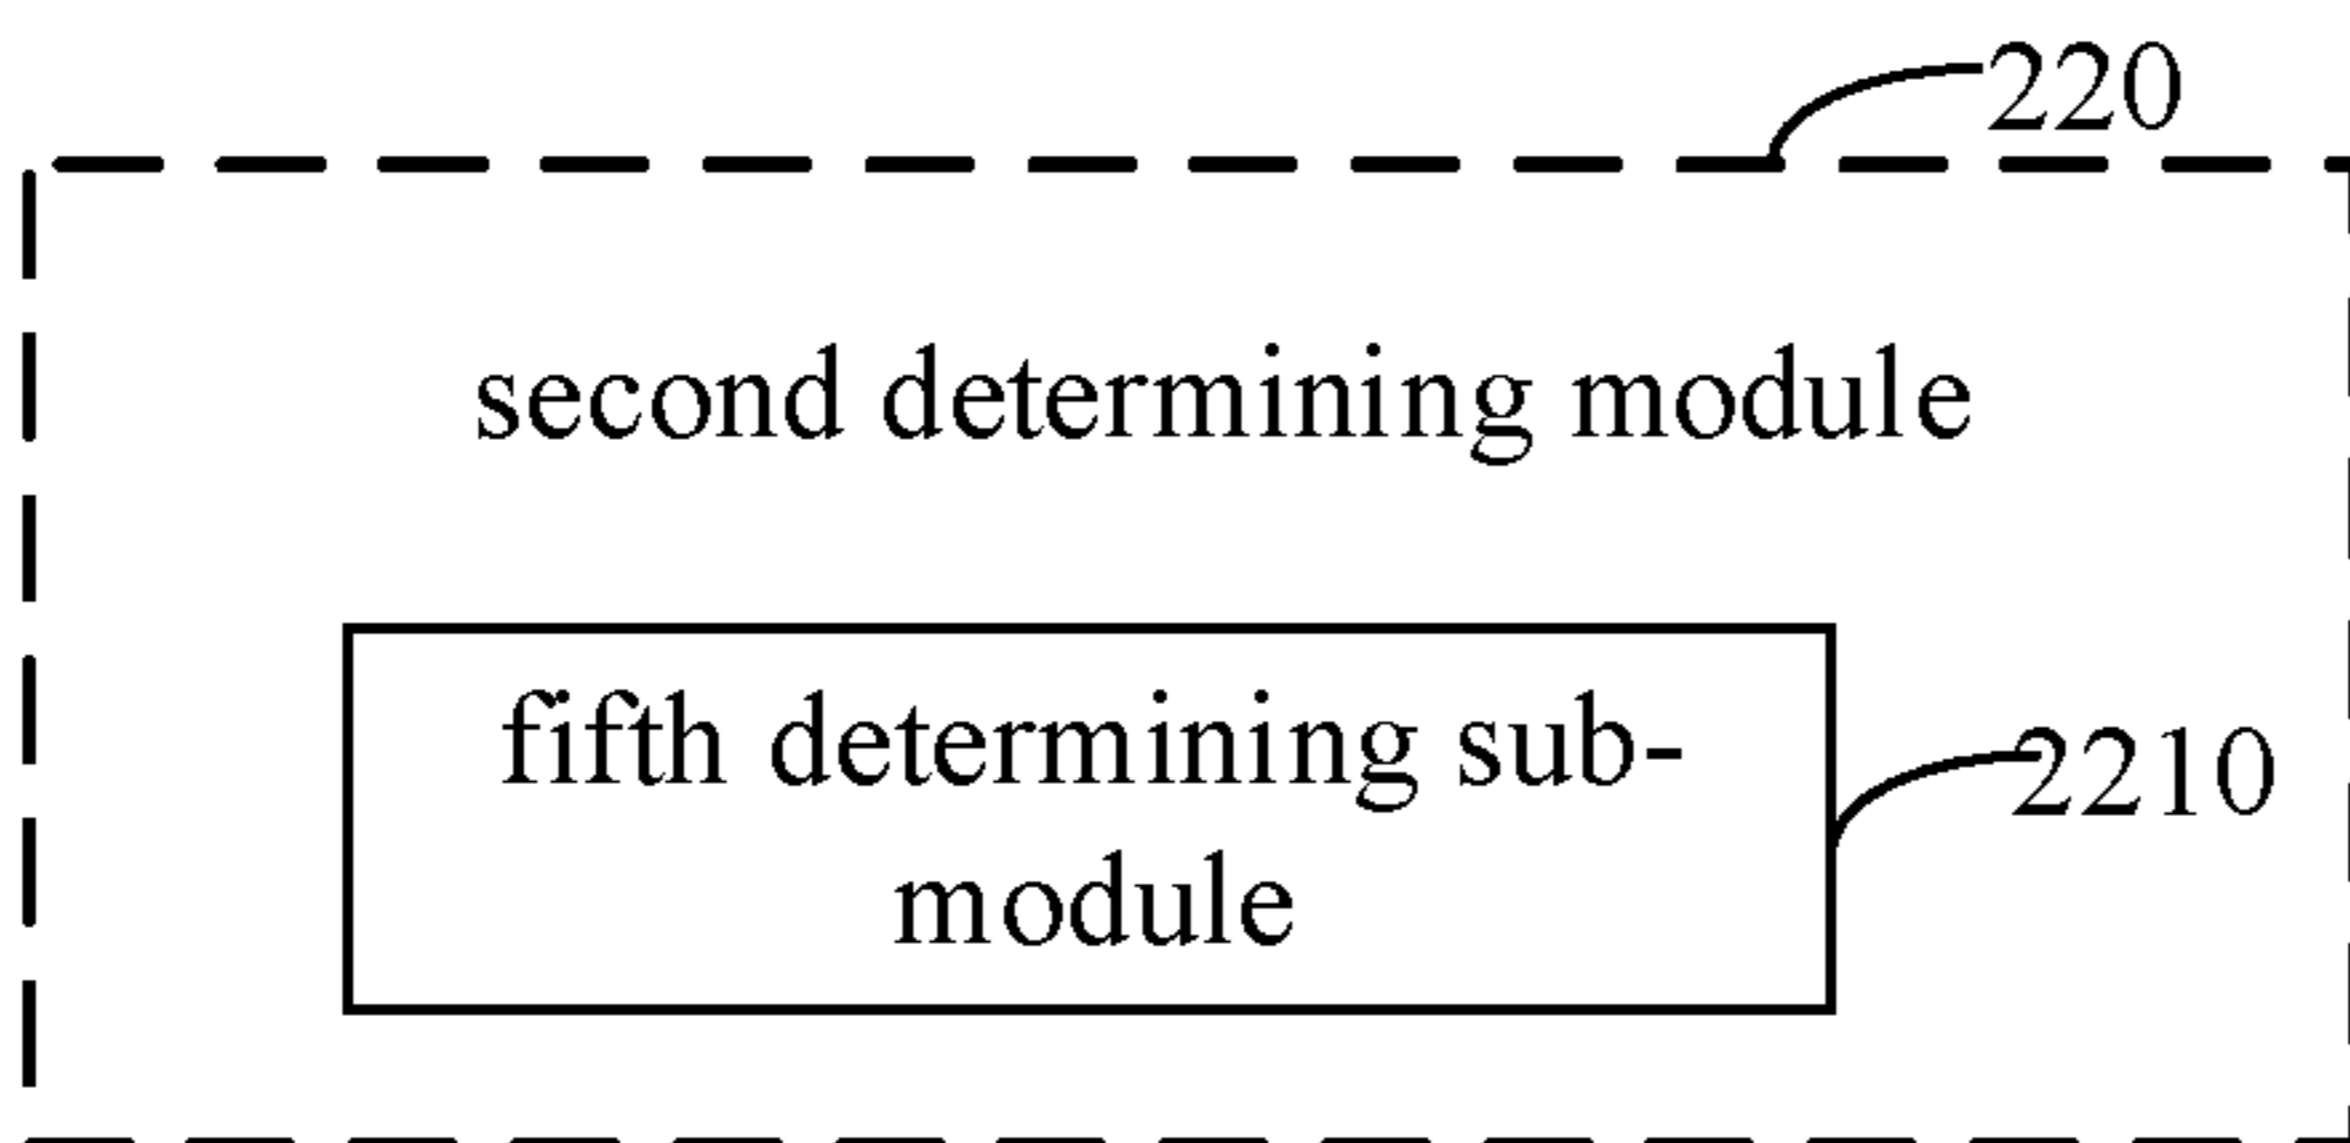 220
second determining module
fifth determining sub-
module
2210